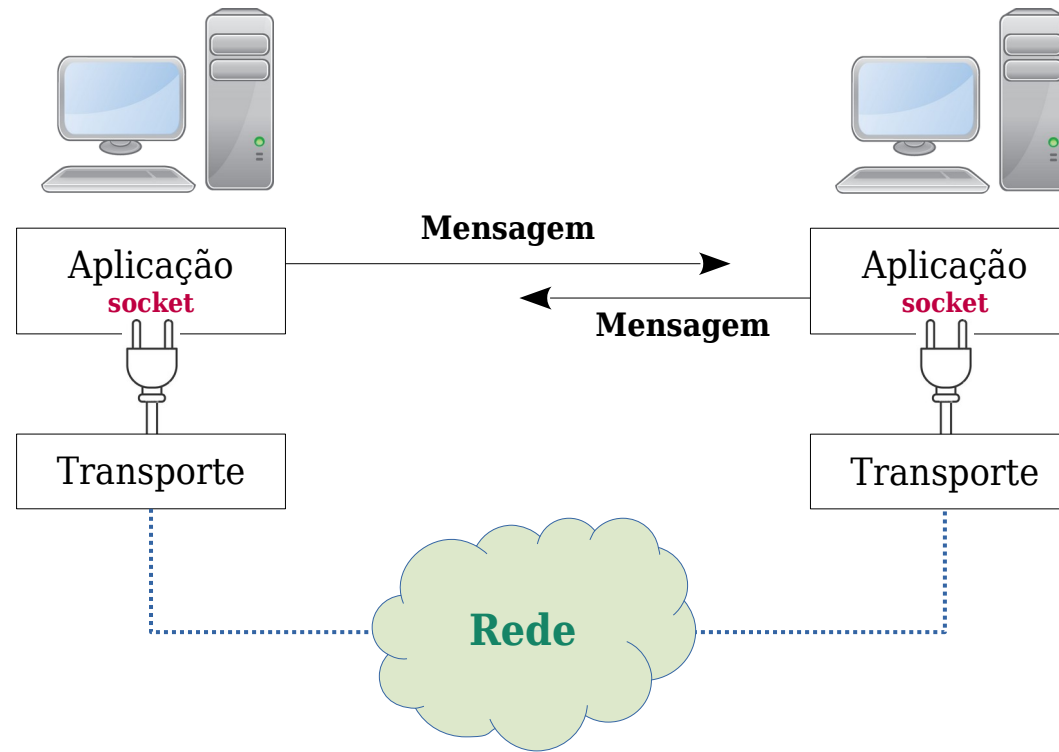 Mensagem
Aplicação
socket
Aplicação
socket
Mensagem
Transporte
Transporte
Rede